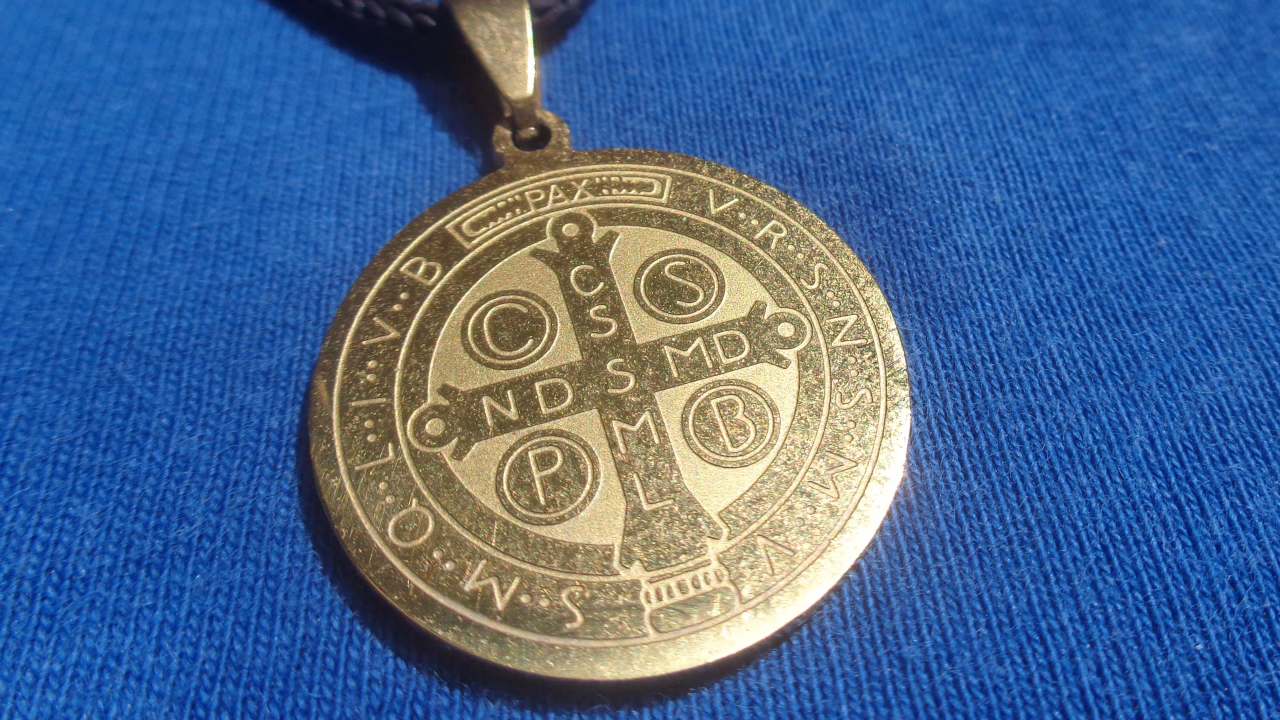 PAX
V··R··S··N··S··M··V
S··M··Q··L··I··V··B
C S
C
S
N D S M D
M
L
P B